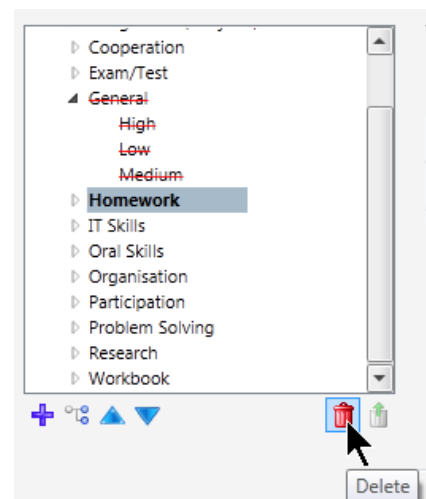 Cooperation
Exam/Test
General
High
Low
Medium
Homework
IT Skills
Oral Skills
Organisation
Participation
Problem Solving
Research
Workbook
Delete